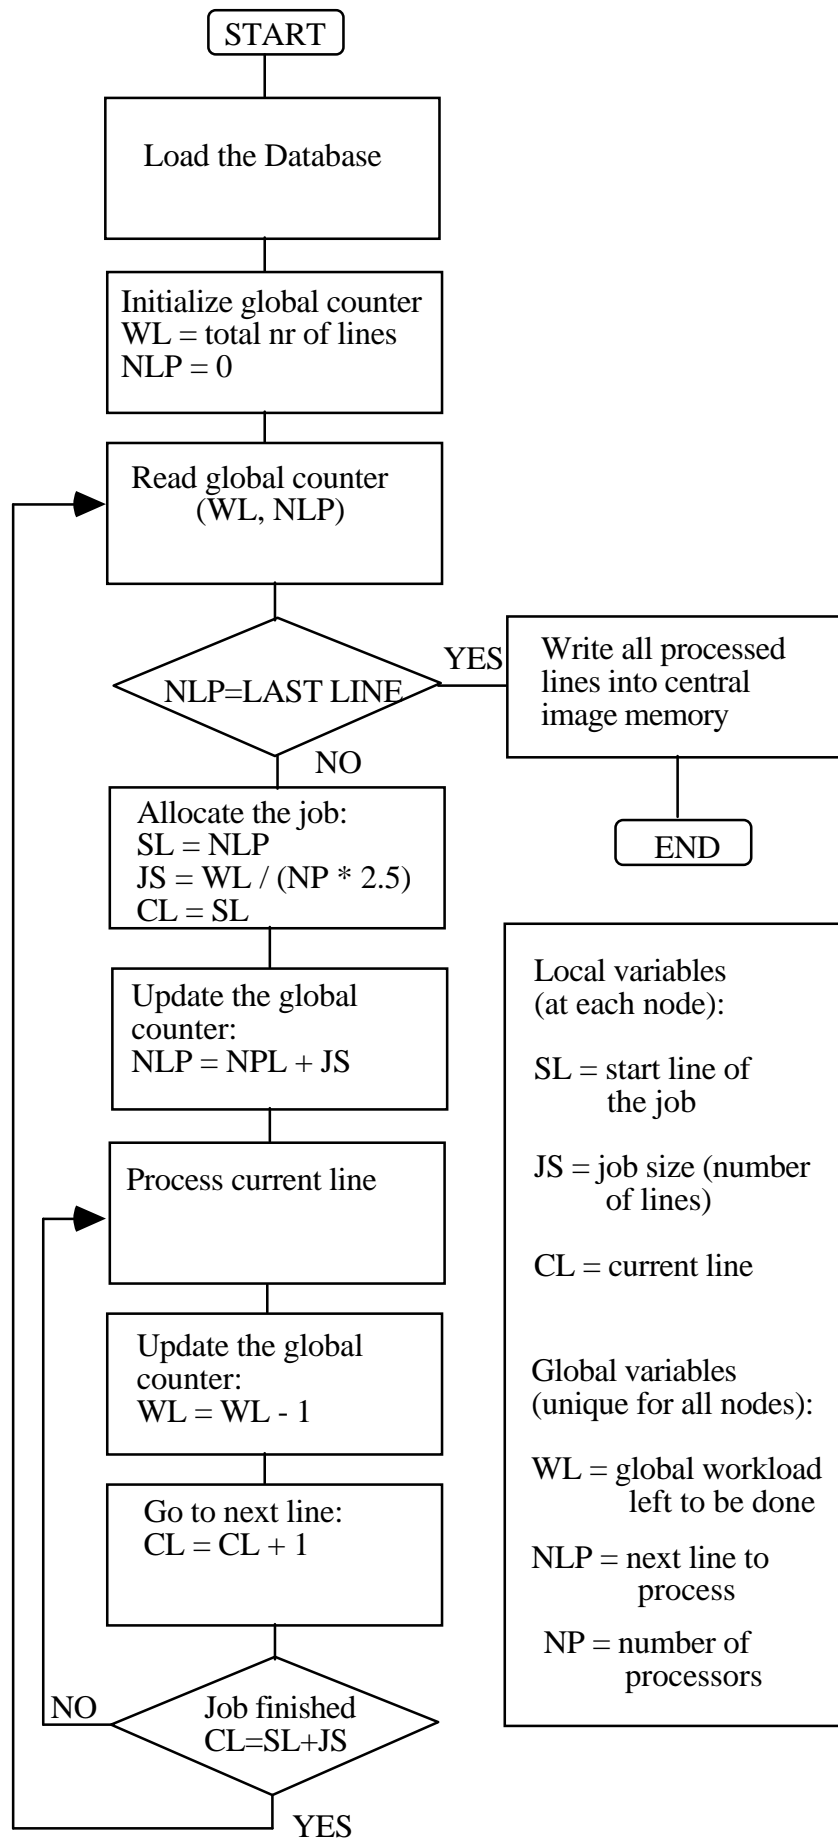 START
Load the Database
Initialize global counter
WL = total nr of lines
NLP = 0
Read global counter
(WL, NLP)
NLP=LAST LINE
YES
Write all processed
lines into central
image memory
END
NO
Allocate the job:
SL = NLP
JS = WL / (NP * 2.5)
CL = SL
Update the global
counter:
NLP = NPL + JS
Process current line
Update the global
counter:
WL = WL - 1
Go to next line:
CL = CL + 1
Job finished
CL=SL+JS
NO
YES
Local variables
(at each node):
SL = start line of
the job
JS = job size (number
of lines)
CL = current line
Global variables
(unique for all nodes):
WL = global workload
left to be done
NLP = next line to
process
NP = number of
processors